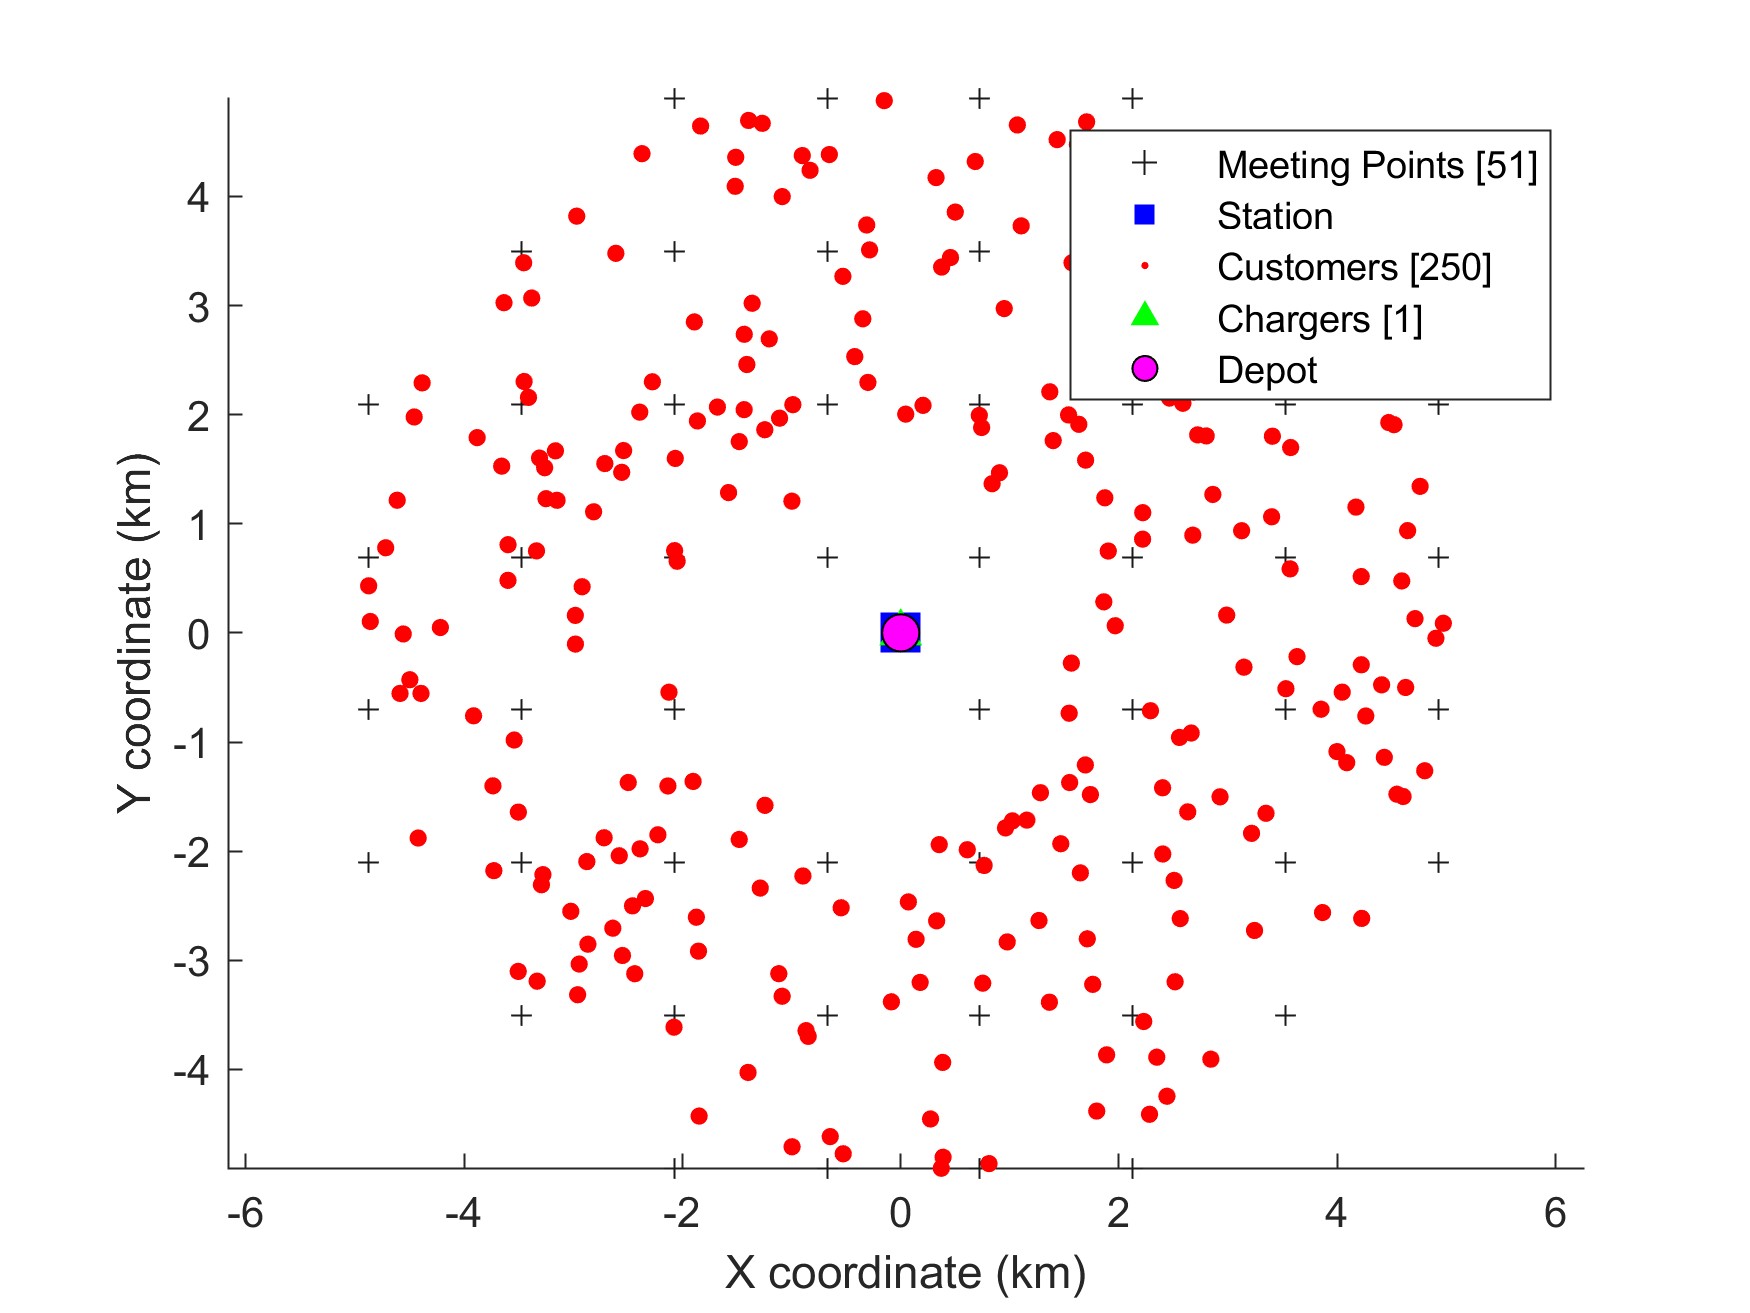 Meeting Points [51]
Station
Customers [250]
Chargers [1]
Depot
4
3
2
1
0
-1
-2
-3
-4
Y coordinate (km)
-6
-4
-2
0
2
4
6
X coordinate (km)